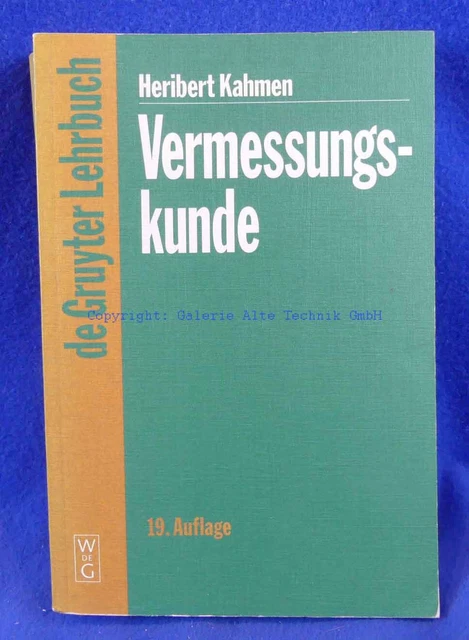 Heribert Kahmen
Vermessungs-
kunde
de Gruyter Lehrbuch
Copyright: Galerie Alte Technik GmbH
19. Auflage
W
DE
G